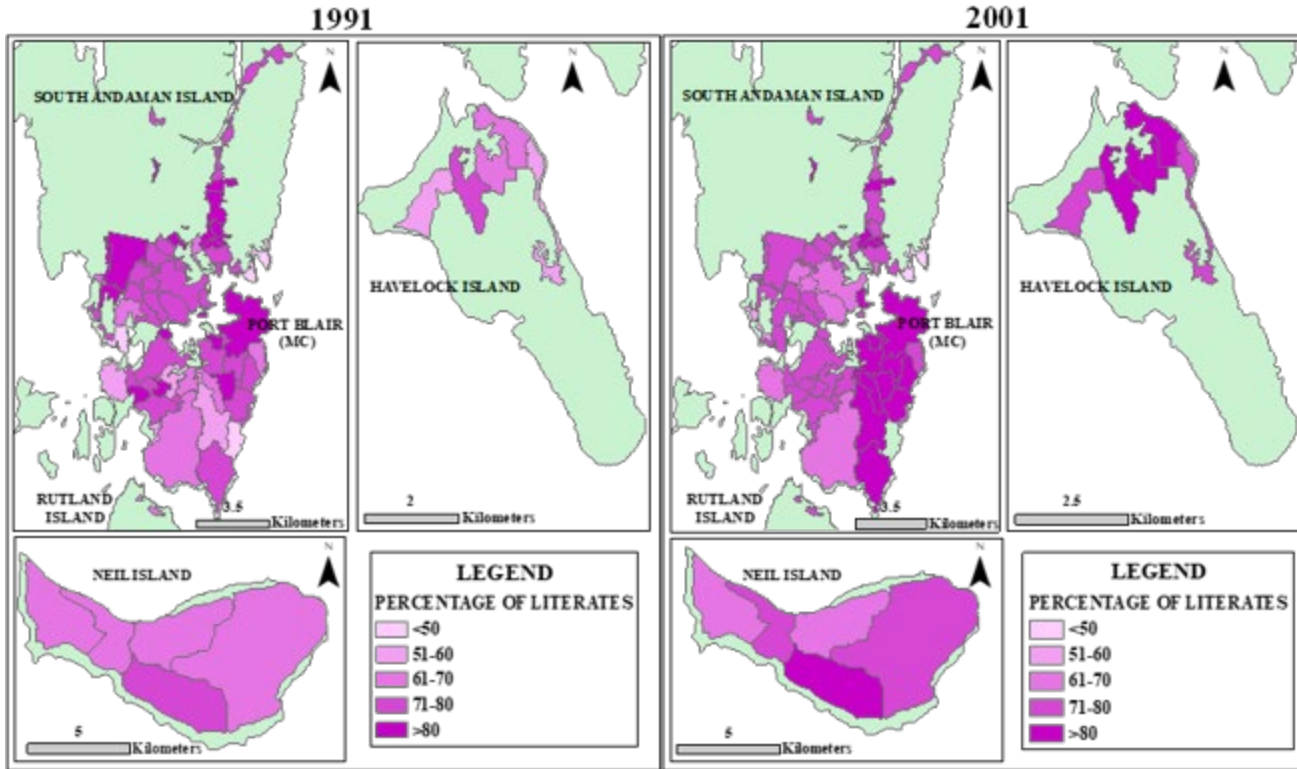 1991
2001
N
SOUTH ANDAMAN ISLAND
PORT BLAIR
(MC)
RUTLAND
ISLAND
3.5
Kilometers
N
HAVELOCK ISLAND
2
Kilometers
N
SOUTH ANDAMAN ISLAND
PORT BLAIR
(MC)
RUTLAND
ISLAND
3.5
Kilometers
N
HAVELOCK ISLAND
2.5
Kilometers
N
NEIL ISLAND
5
Kilometers
LEGEND
PERCENTAGE OF LITERATES
<50
51-60
61-70
71-80
>80
N
NEIL ISLAND
5
Kilometers
LEGEND
PERCENTAGE OF LITERATES
<50
51-60
61-70
71-80
>80